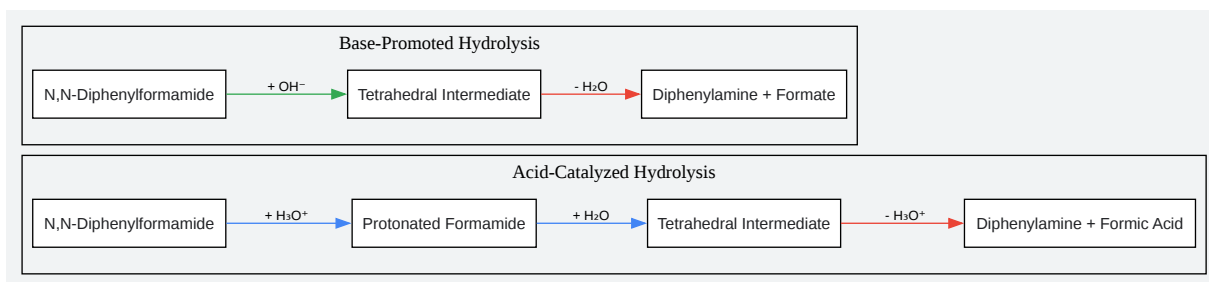 Base-Promoted Hydrolysis
N,N-Diphenylformamide
+ OH⁻
Tetrahedral Intermediate
- H₂O
Diphenylamine + Formate
Acid-Catalyzed Hydrolysis
N,N-Diphenylformamide
+ H₃O⁺
Protonated Formamide
+ H₂O
Tetrahedral Intermediate
- H₃O⁺
Diphenylamine + Formic Acid